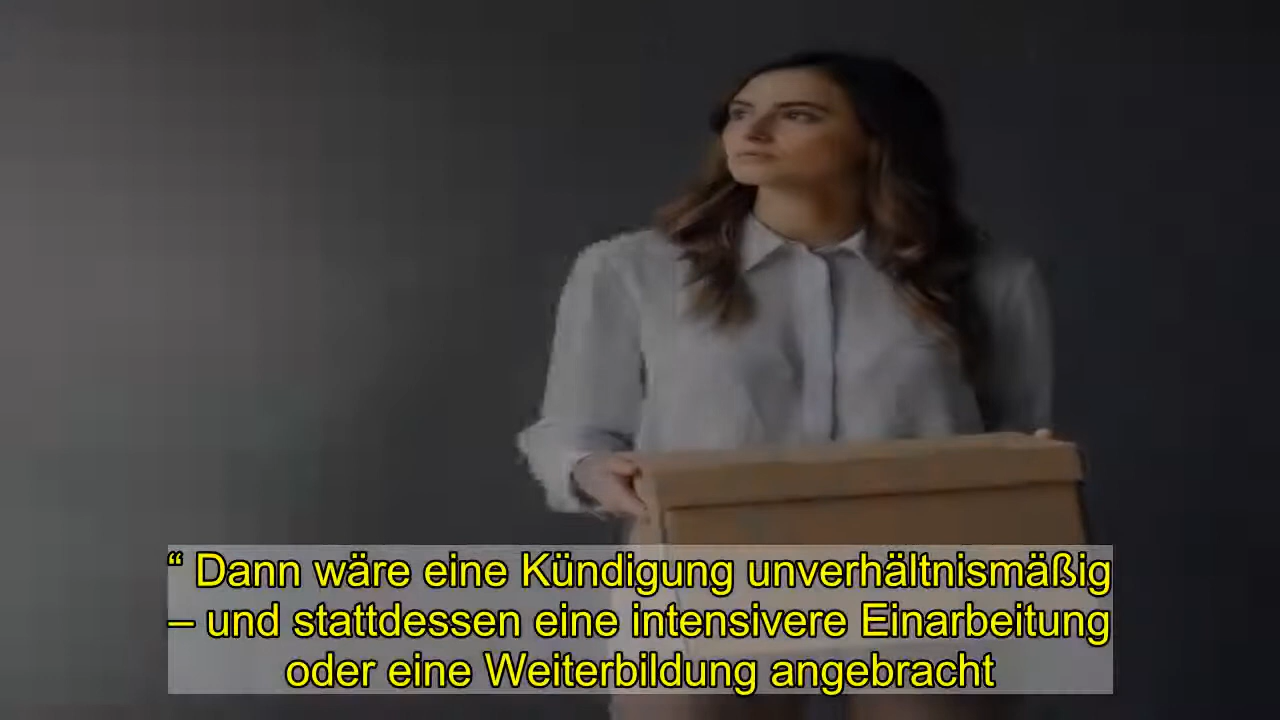 “ Dann wäre eine Kündigung unverhältnismäßig
– und stattdessen eine intensivere Einarbeitung
oder eine Weiterbildung angebracht